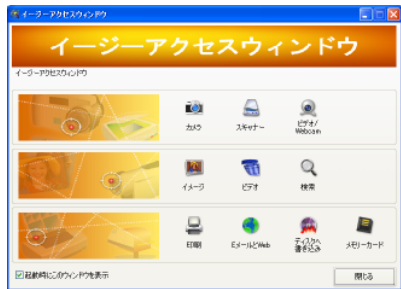 イージーアクセスウィンドウ
イージーアクセスウィンドウ
イージーアクセスウィンドウ
カメラ
スキャナー
ビデオ/
Webcam
イメージ
ビデオ
検索
印刷
EメールとWeb
ディスクへ
書き込み
メモリーカード
起動時にこのウィンドウを表示
閉じる